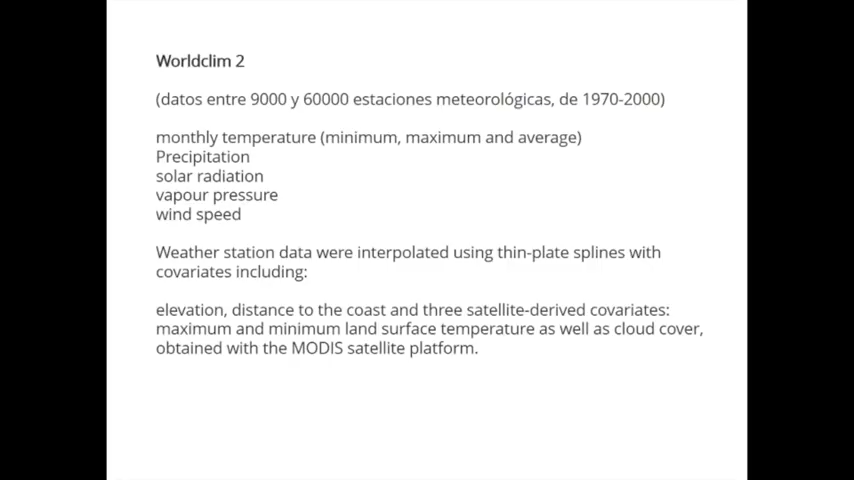 Worldclim 2
(datos entre 9000 y 60000 estaciones meteorológicas, de 1970-2000)
monthly temperature (minimum, maximum and average)
Precipitation
solar radiation
vapour pressure
wind speed
Weather station data were interpolated using thin-plate splines with
covariates including:
elevation, distance to the coast and three satellite-derived covariates:
maximum and minimum land surface temperature as well as cloud cover,
obtained with the MODIS satellite platform.